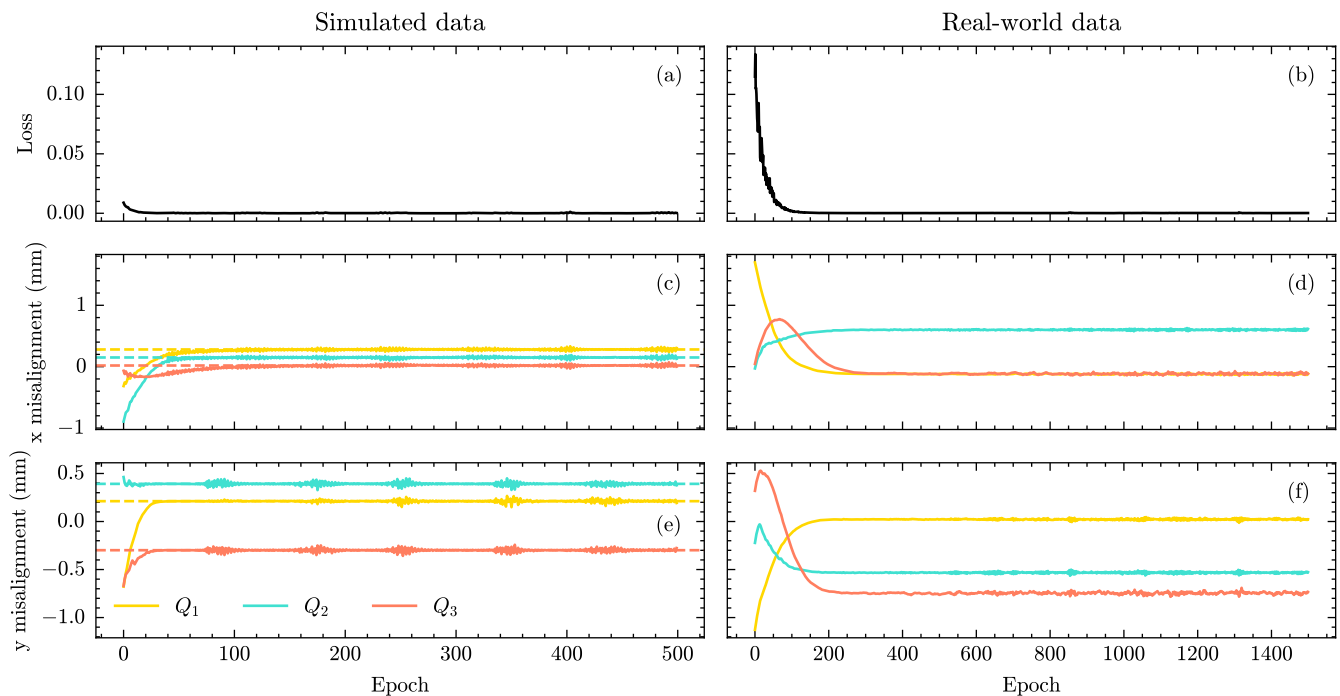 Simulated data
Real-world data
(a)
(b)
Loss
0.10
0.05
0.00
(c)
(d)
x misalignment (mm)
1
0
−1
(e)
(f)
y misalignment (mm)
0.5
0.0
−0.5
−1.0
Q1 Q2 Q3
0 100 200 300 400 500
0 200 400 600 800 1000 1200 1400
Epoch
Epoch